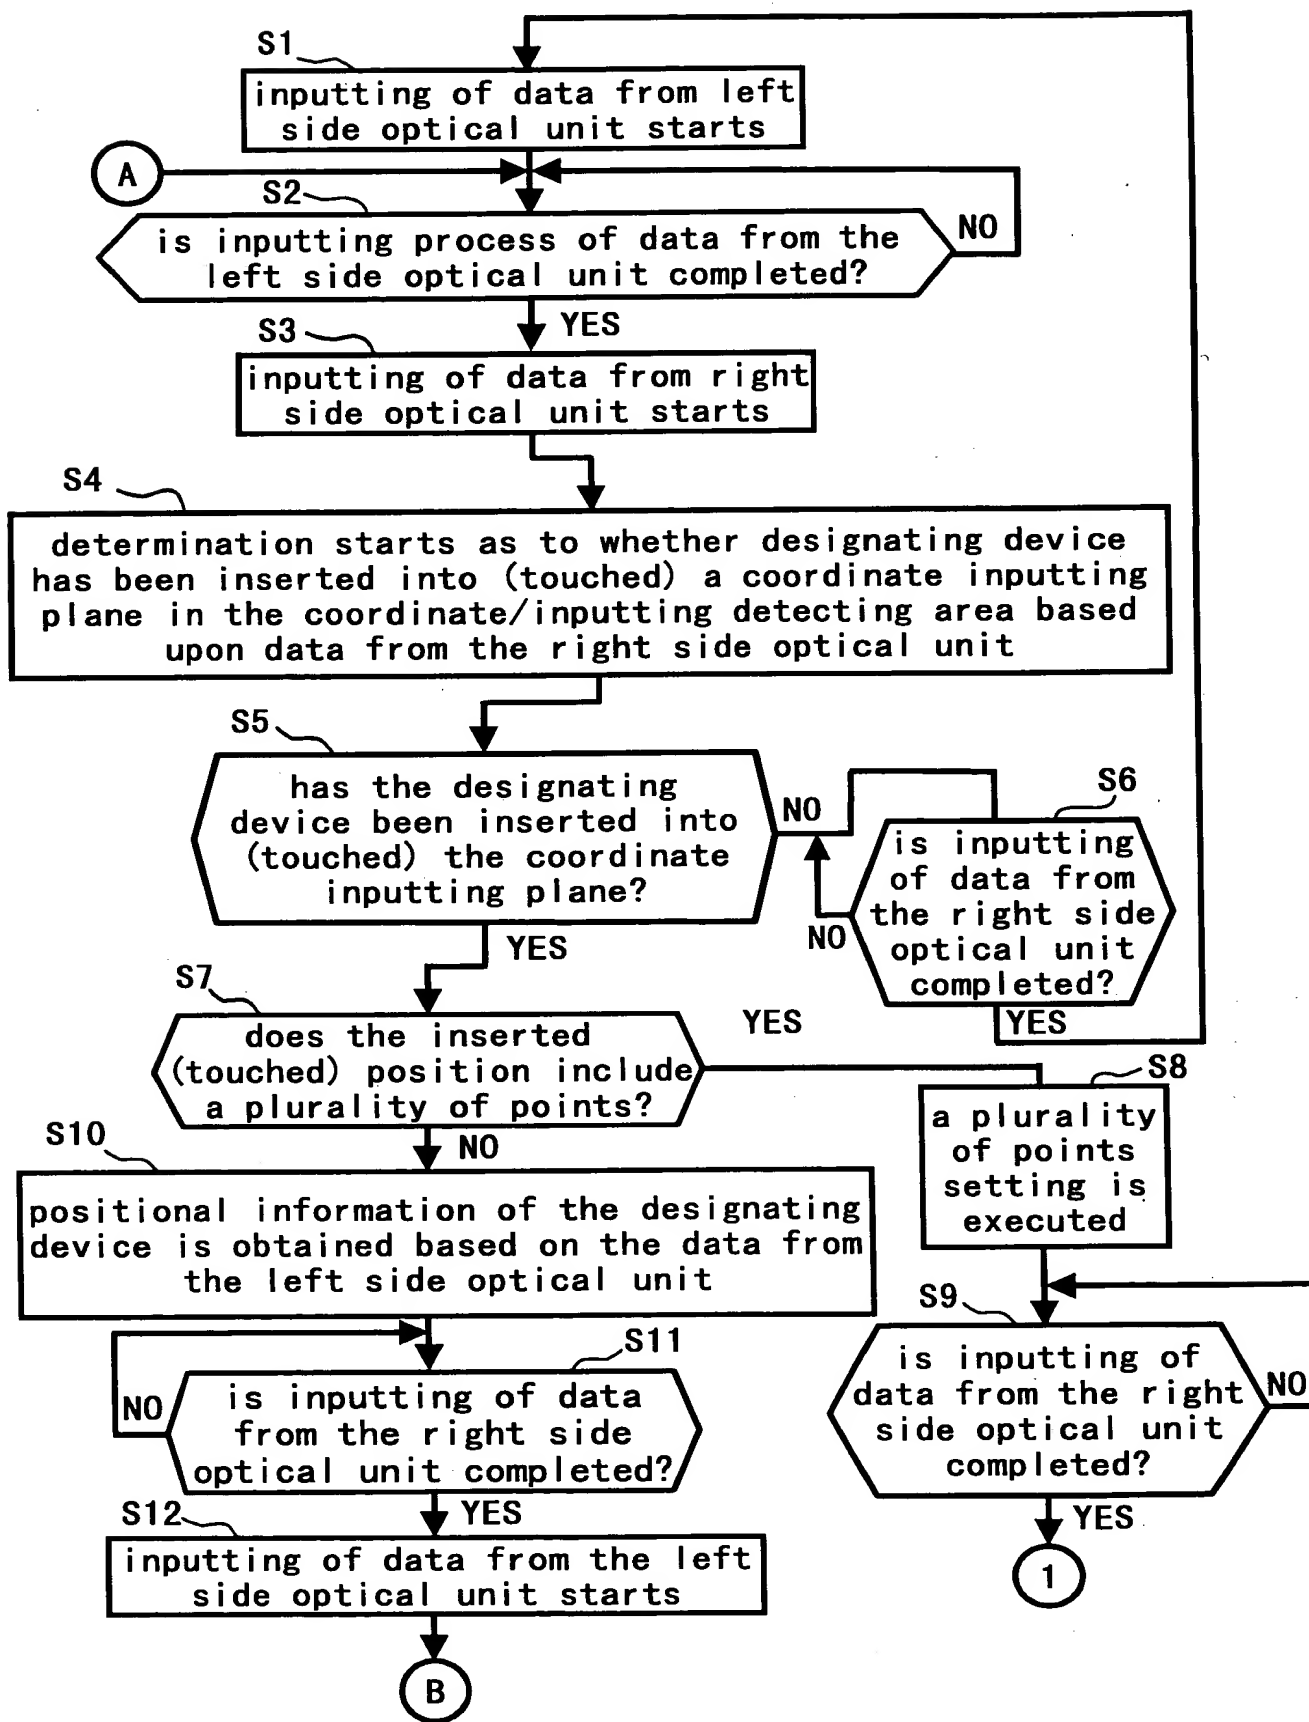 S1
inputting of data from left
side optical unit starts
A
S2
is inputting process of data from the
left side optical unit completed?
NO
YES
S3
inputting of data from right
side optical unit starts
S4
determination starts as to whether designating device
has been inserted into (touched) a coordinate inputting
plane in the coordinate/inputting detecting area based
upon data from the right side optical unit
S5
has the designating
device been inserted into
(touched) the coordinate
inputting plane?
NO
S6
is inputting
of data from
the right side
optical unit
completed?
NO
YES
YES
S7
does the inserted
(touched) position include
a plurality of points?
YES
S8
a plurality
of points
setting is
executed
NO
S10
positional information of the designating
device is obtained based on the data from
the left side optical unit
S9
is inputting of
data from the right
side optical unit
completed?
NO
YES
1
S11
is inputting of data
from the right side
optical unit completed?
NO
YES
S12
inputting of data from the left
side optical unit starts
B